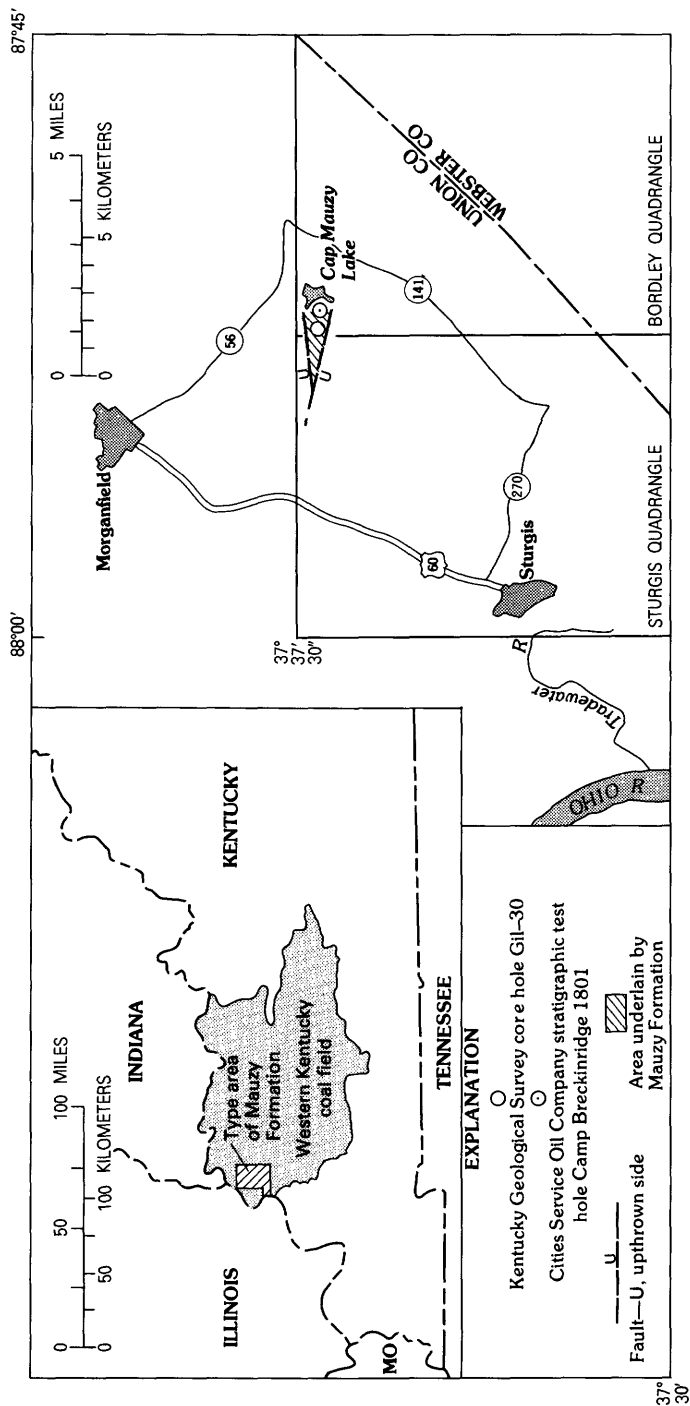 0 50 100 MILES
0 50 100 KILOMETERS
INDIANA
ILLINOIS
KENTUCKY
Type area
of Mauzy
Formation
Western Kentucky
coal field
MO
TENNESSEE
EXPLANATION
Kentucky Geological Survey core hole Gil–30
Cities Service Oil Company stratigraphic test
hole Camp Breckinridge 1801
U
Fault—U, upthrown side
Area underlain by
Mauzy Formation
88°00'
87°45'
0 5 MILES
0 5 KILOMETERS
Morganfield
56
37°
37'
30"
Cap Mauzy
Lake
U
U
141
UNION CO
WEBSTER CO
60
270
Sturgis
Tradewater R
OHIO R
STURGIS QUADRANGLE
BORDLEY QUADRANGLE
37°
30'